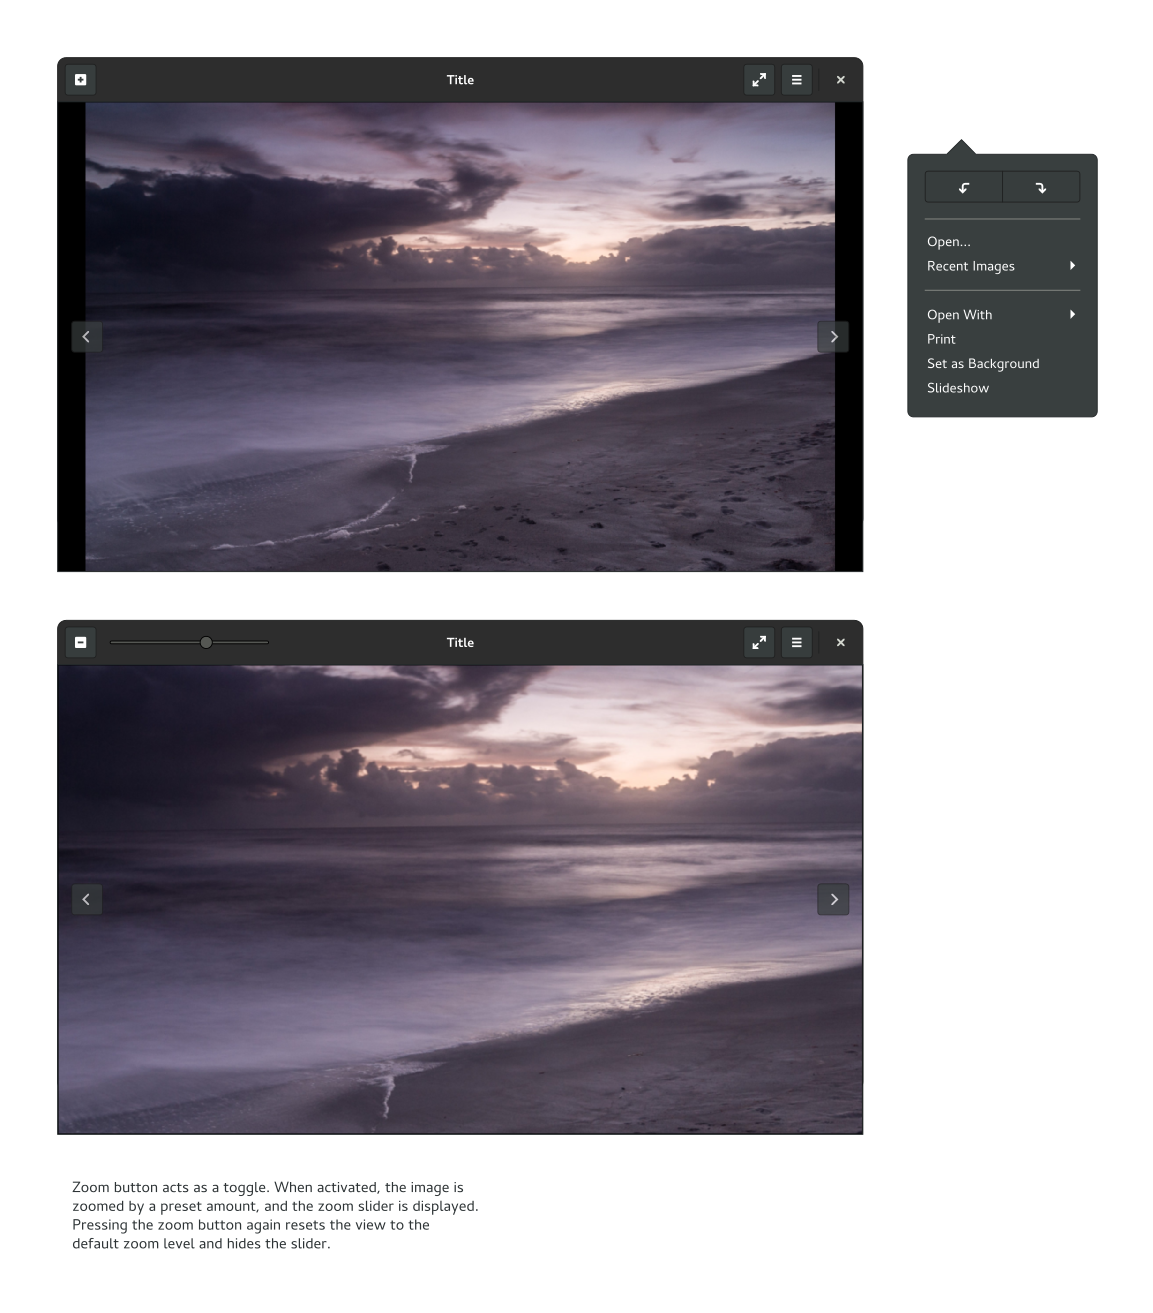 Title
Open...
Recent Images
Open With
Print
Set as Background
Slideshow
Title
Zoom button acts as a toggle. When activated, the image is
zoomed by a preset amount, and the zoom slider is displayed.
Pressing the zoom button again resets the view to the
default zoom level and hides the slider.